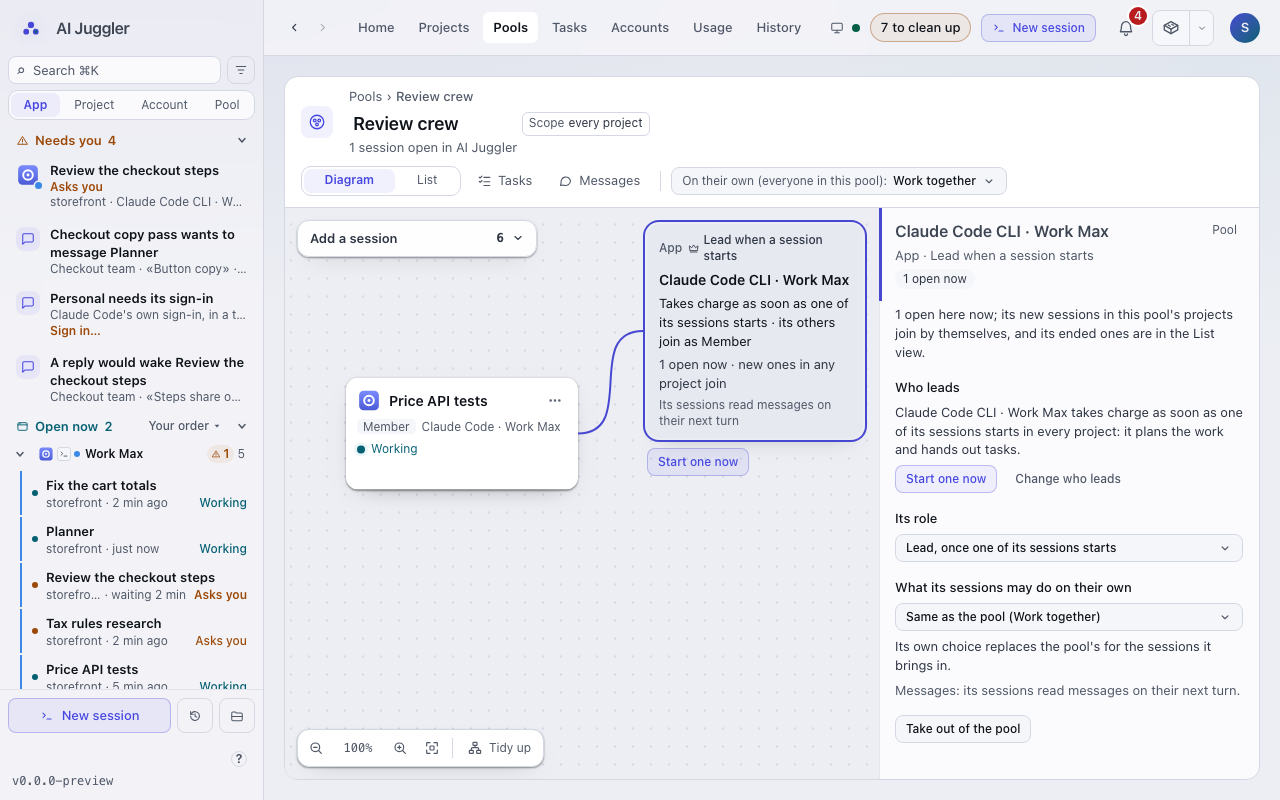 AI Juggler
Search ⌘K
App
Project
Account
Pool
Needs you 4
Review the checkout steps
Asks you
storefront · Claude Code CLI · W...
Checkout copy pass wants to
message Planner
Checkout team · «Button copy» ·...
Personal needs its sign-in
Claude Code's own sign-in, in a t...
Sign in...
A reply would wake Review the
checkout steps
Checkout team · «Steps share o...
Open now 2
Your order
Work Max
1
5
Fix the cart totals
storefront · 2 min ago
Working
Planner
storefront · just now
Working
Review the checkout steps
storefro... · waiting 2 min
Asks you
Tax rules research
storefront · 2 min ago
Asks you
Price API tests
storefront · 5 min ago
Working
New session
?
v0.0.0-preview
Home
Projects
Pools
Tasks
Accounts
Usage
History
7 to clean up
New session
4
S
Pools › Review crew
Review crew
Scope every project
1 session open in AI Juggler
Diagram
List
Tasks
Messages
On their own (everyone in this pool): Work together
Add a session
6
App
Lead when a session
starts
Claude Code CLI · Work Max
Takes charge as soon as one of
its sessions starts · its others
join as Member
1 open now · new ones in any
project join
Its sessions read messages on
their next turn
Start one now
Price API tests
Member
Claude Code · Work Max
Working
100%
Tidy up
Claude Code CLI · Work Max
Pool
App · Lead when a session starts
1 open now
1 open here now; its new sessions in this pool's projects
join by themselves, and its ended ones are in the List
view.
Who leads
Claude Code CLI · Work Max takes charge as soon as one
of its sessions starts in every project: it plans the work
and hands out tasks.
Start one now
Change who leads
Its role
Lead, once one of its sessions starts
What its sessions may do on their own
Same as the pool (Work together)
Its own choice replaces the pool's for the sessions it
brings in.
Messages: its sessions read messages on their next turn.
Take out of the pool